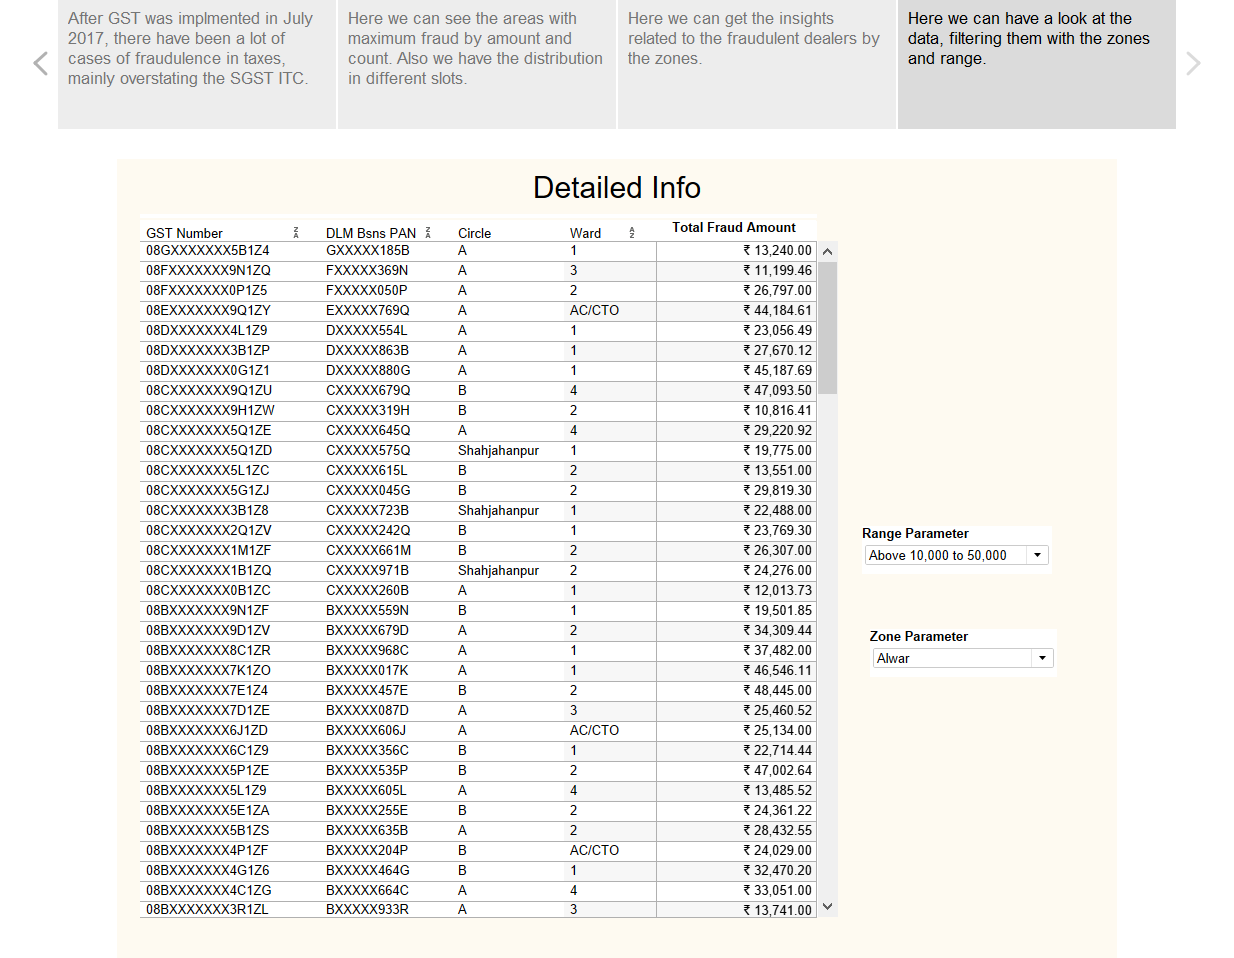 After GST was implmented in July
2017, there have been a lot of
cases of fraudulence in taxes,
mainly overstating the SGST ITC.
Here we can see the areas with
maximum fraud by amount and
count. Also we have the distribution
in different slots.
Here we can get the insights
related to the fraudulent dealers by
the zones.
Here we can have a look at the
data, filtering them with the zones
and range.
Detailed Info
GST Number DLM Bsns PAN Circle Ward Total Fraud Amount
08GXXXXXXX5B1Z4 GXXXXX185B A 1 ₹ 13,240.00
08FXXXXXXX9N1ZQ FXXXXX369N A 3 ₹ 11,199.46
08FXXXXXXX0P1Z5 FXXXXX050P A 2 ₹ 26,797.00
08EXXXXXXX9Q1ZY EXXXXX769Q A AC/CTO ₹ 44,184.61
08DXXXXXXX4L1Z9 DXXXXX554L A 1 ₹ 23,056.49
08DXXXXXXX3B1ZP DXXXXX863B A 1 ₹ 27,670.12
08DXXXXXXX0G1Z1 DXXXXX880G A 1 ₹ 45,187.69
08CXXXXXXX9Q1ZU CXXXXX679Q B 4 ₹ 47,093.50
08CXXXXXXX9H1ZW CXXXXX319H B 2 ₹ 10,816.41
08CXXXXXXX5Q1ZE CXXXXX645Q A 4 ₹ 29,220.92
08CXXXXXXX5Q1ZD CXXXXX575Q Shahjahanpur 1 ₹ 19,775.00
08CXXXXXXX5L1ZC CXXXXX615L B 2 ₹ 13,551.00
08CXXXXXXX5G1ZJ CXXXXX045G B 2 ₹ 29,819.30
08CXXXXXXX3B1Z8 CXXXXX723B Shahjahanpur 1 ₹ 22,488.00
08CXXXXXXX2Q1ZV CXXXXX242Q B 1 ₹ 23,769.30
08CXXXXXXX1M1ZF CXXXXX661M B 2 ₹ 26,307.00
08CXXXXXXX1B1ZQ CXXXXX971B Shahjahanpur 2 ₹ 24,276.00
08CXXXXXXX0B1ZC CXXXXX260B A 1 ₹ 12,013.73
08BXXXXXXX9N1ZF BXXXXX559N B 1 ₹ 19,501.85
08BXXXXXXX9D1ZV BXXXXX679D A 2 ₹ 34,309.44
08BXXXXXXX8C1ZR BXXXXX968C A 1 ₹ 37,482.00
08BXXXXXXX7K1ZO BXXXXX017K A 1 ₹ 46,546.11
08BXXXXXXX7E1Z4 BXXXXX457E B 2 ₹ 48,445.00
08BXXXXXXX7D1ZE BXXXXX087D A 3 ₹ 25,460.52
08BXXXXXXX6J1ZD BXXXXX606J A AC/CTO ₹ 25,134.00
08BXXXXXXX6C1Z9 BXXXXX356C B 1 ₹ 22,714.44
08BXXXXXXX5P1ZE BXXXXX535P B 2 ₹ 47,002.64
08BXXXXXXX5L1Z9 BXXXXX605L A 4 ₹ 13,485.52
08BXXXXXXX5E1ZA BXXXXX255E B 2 ₹ 24,361.22
08BXXXXXXX5B1ZS BXXXXX635B A 2 ₹ 28,432.55
08BXXXXXXX4P1ZF BXXXXX204P B AC/CTO ₹ 24,029.00
08BXXXXXXX4G1Z6 BXXXXX464G B 1 ₹ 32,470.20
08BXXXXXXX4C1ZG BXXXXX664C A 4 ₹ 33,051.00
08BXXXXXXX3R1ZL BXXXXX933R A 3 ₹ 13,741.00
Range Parameter
Above 10,000 to 50,000
Zone Parameter
Alwar